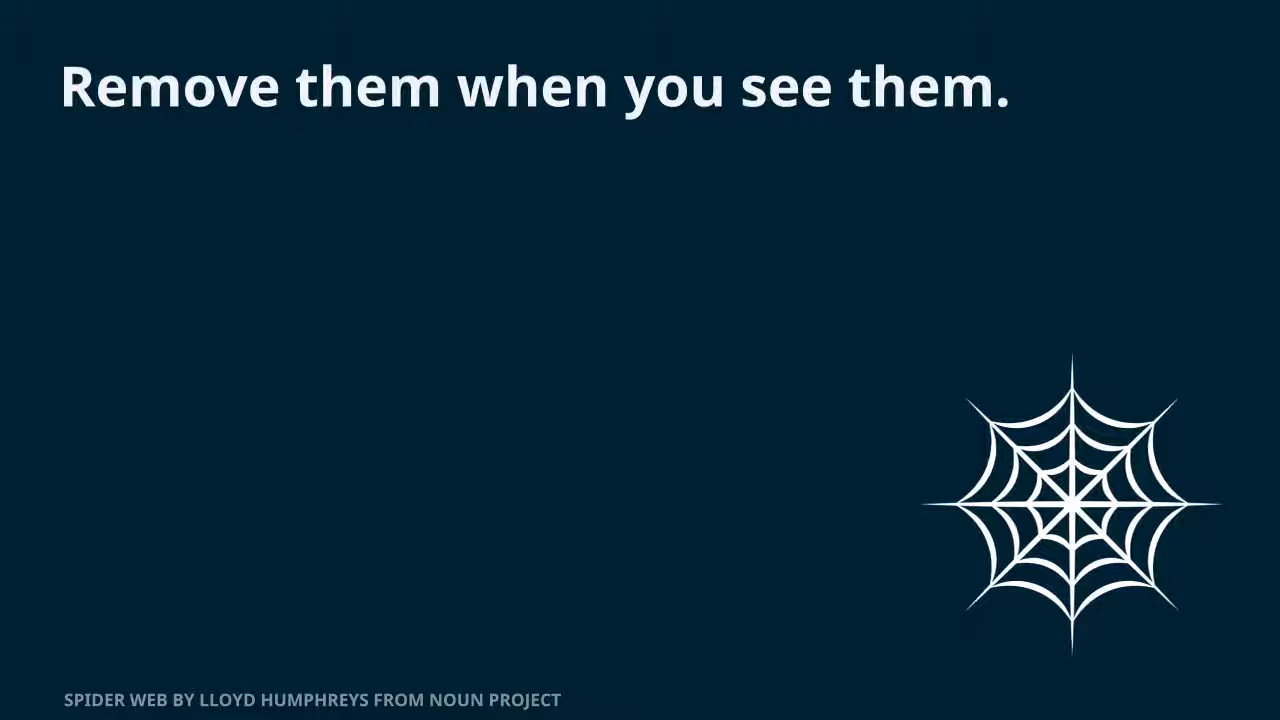 Remove them when you see them.
SPIDER WEB BY LLOYD HUMPHREYS FROM NOUN PROJECT